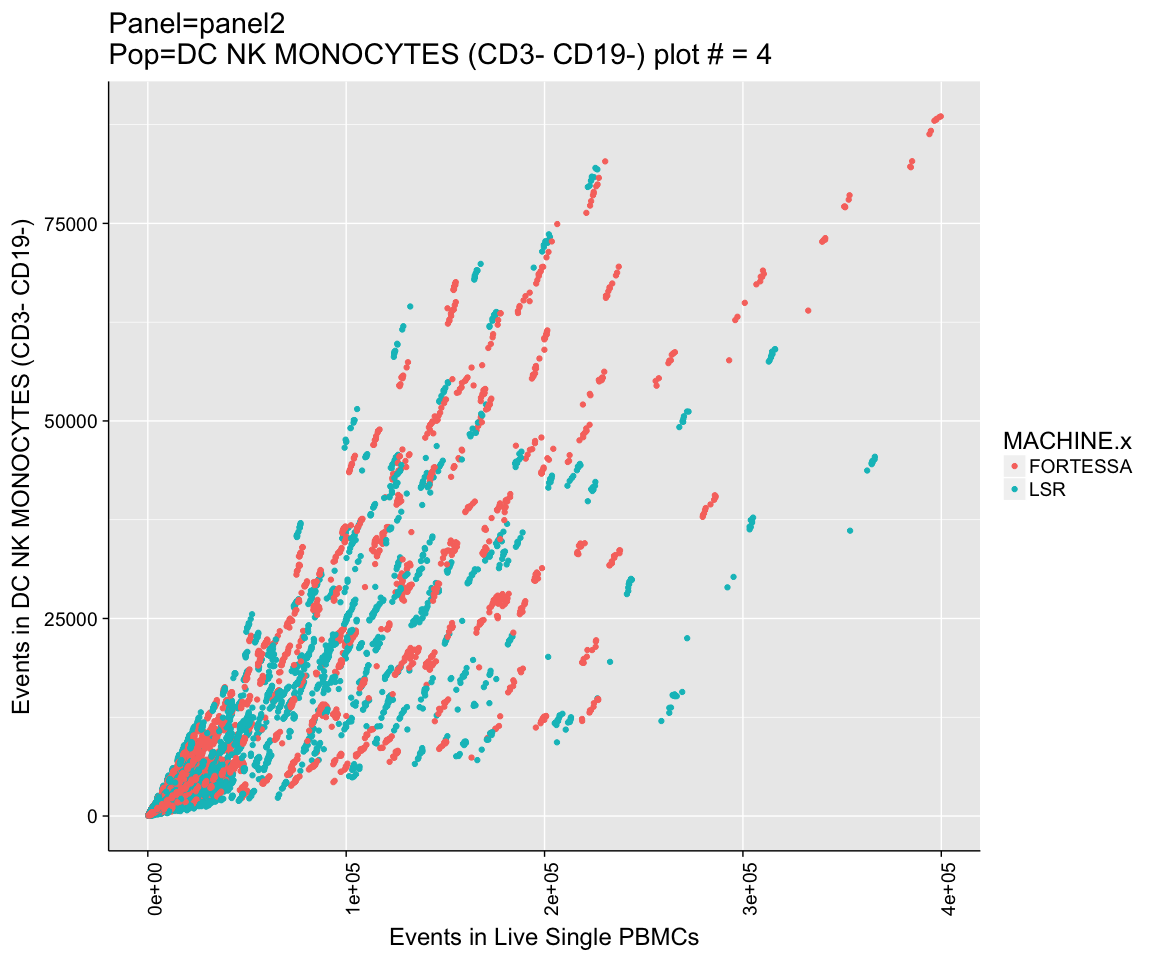 Panel=panel2
Pop=DC NK MONOCYTES (CD3- CD19-) plot # = 4
Events in DC NK MONOCYTES (CD3- CD19-)
75000
50000
25000
0
0e+00
1e+05
2e+05
3e+05
4e+05
Events in Live Single PBMCs
MACHINE.x
FORTESSA
LSR